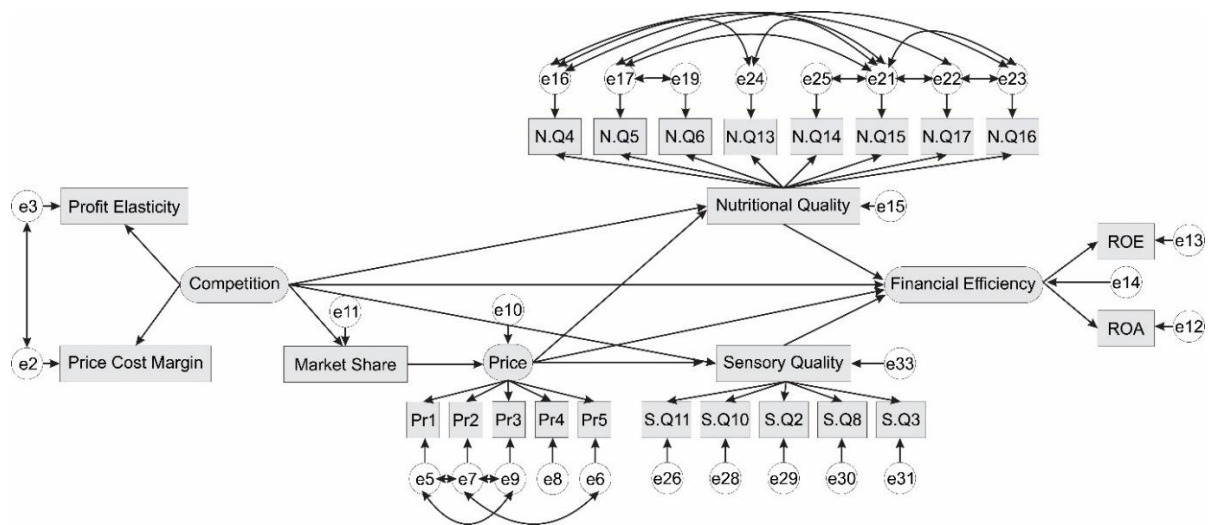 e16 e17 e19 e24 e25 e21 e22 e23
N.Q4 N.Q5 N.Q6 N.Q13 N.Q14 N.Q15 N.Q17 N.Q16
e3 Profit Elasticity Nutritional Quality e15
ROE e13
Competition Financial Efficiency e14
e11 e10
ROA e12
e2 Price Cost Margin Market Share Price Sensory Quality e33
Pr1 Pr2 Pr3 Pr4 Pr5 S.Q11 S.Q10 S.Q2 S.Q8 S.Q3
e5 e7 e9 e8 e6 e26 e28 e29 e30 e31